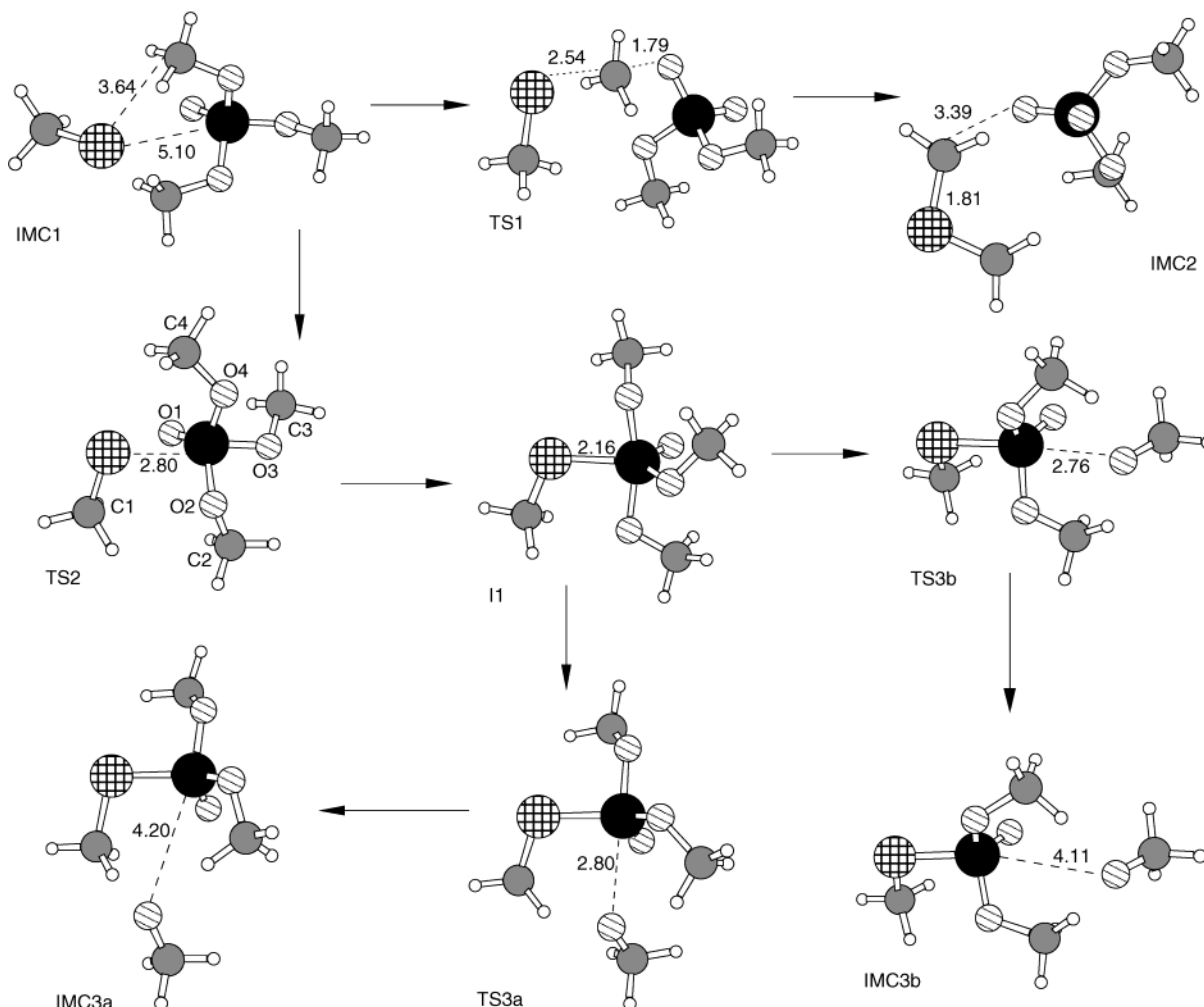 3.64
5.10
IMC1
2.54
1.79
TS1
3.39
1.81
IMC2
C4
O4
O1
C3
2.80
O3
C1
O2
C2
TS2
2.16
I1
2.76
TS3b
4.20
IMC3a
2.80
TS3a
4.11
IMC3b